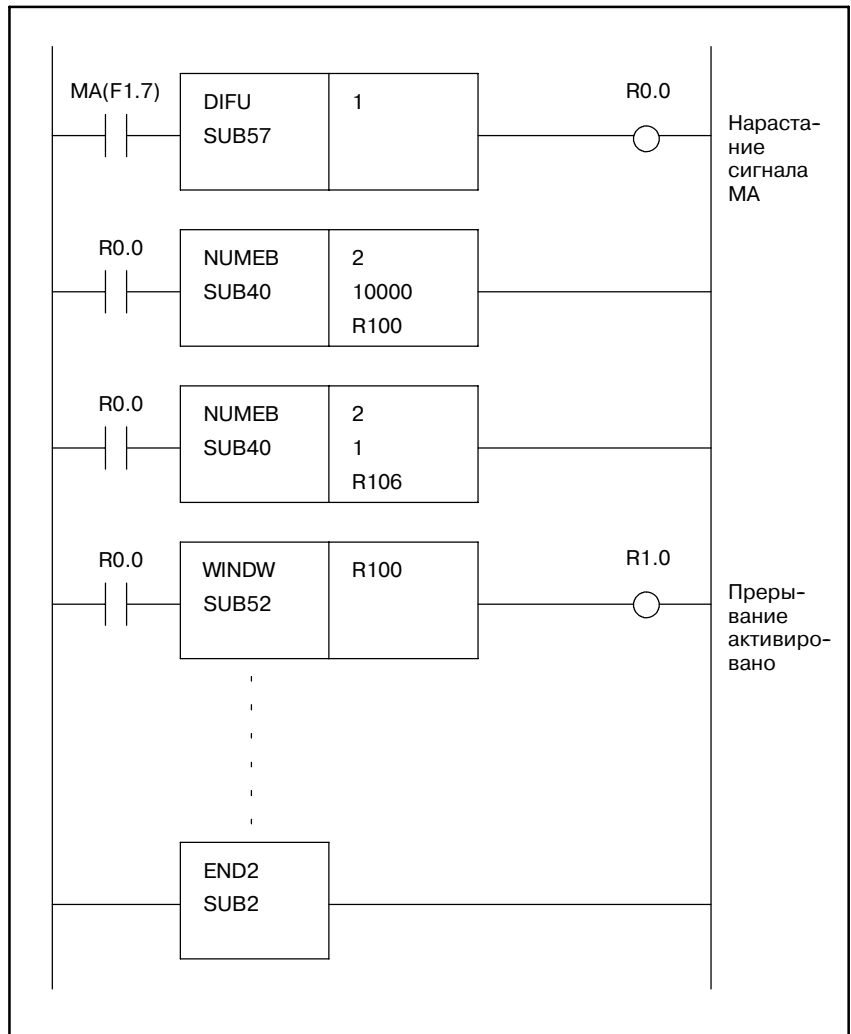 MA(F1.7)
DIFU
SUB57
1
R0.0
Нараста-
ние
сигнала
MA
R0.0
NUMEB
SUB40
2
10000
R100
R0.0
NUMEB
SUB40
2
1
R106
R0.0
WINDW
SUB52
R100
R1.0
Преры-
вание
активиро-
вано
END2
SUB2